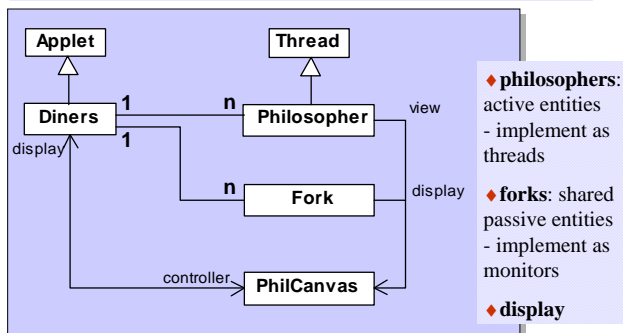 Applet
Thread
Diners
1
n
Philosopher
view
display
1
n
Fork
display
controller
PhilCanvas
♦ philosophers:
active entities
- implement as
threads
♦ forks: shared
passive entities
- implement as
monitors
♦ display